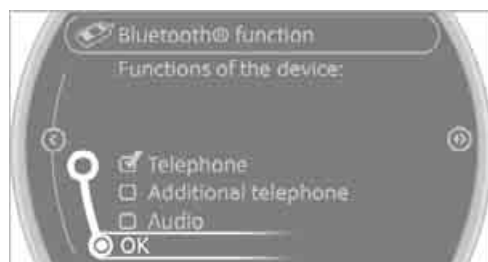 Bluetooth® function
Functions of the device:
Telephone
Additional telephone
Audio
OK